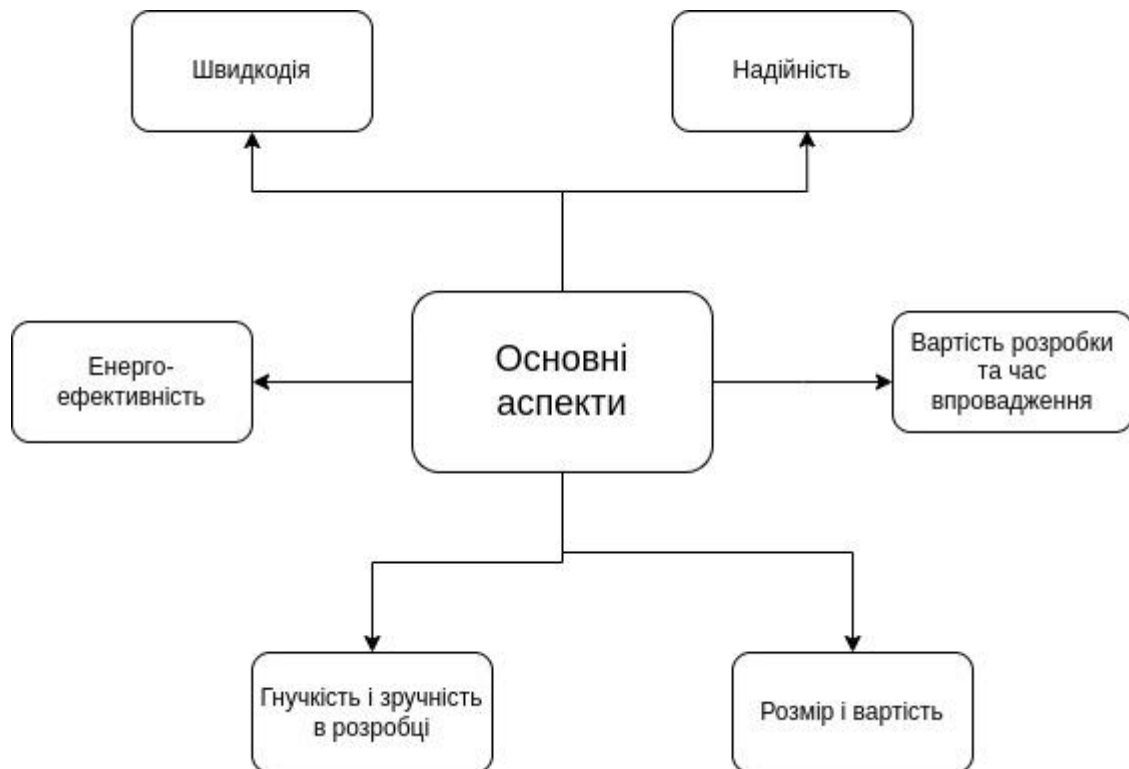 Швидкодія
Надійність
Енерго-
ефективність
Основні
аспекти
Вартість розробки
та час
впровадження
Гнучкість і зручність
в розробці
Розмір і вартість